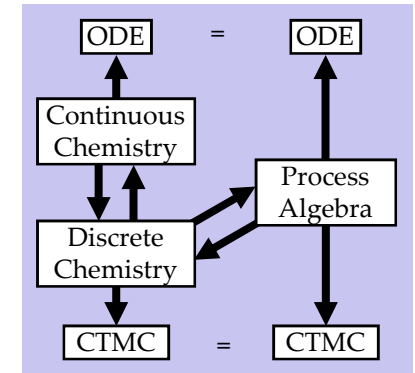 ODE = ODE
Continuous
Chemistry
Process
Algebra
Discrete
Chemistry
CTMC = CTMC